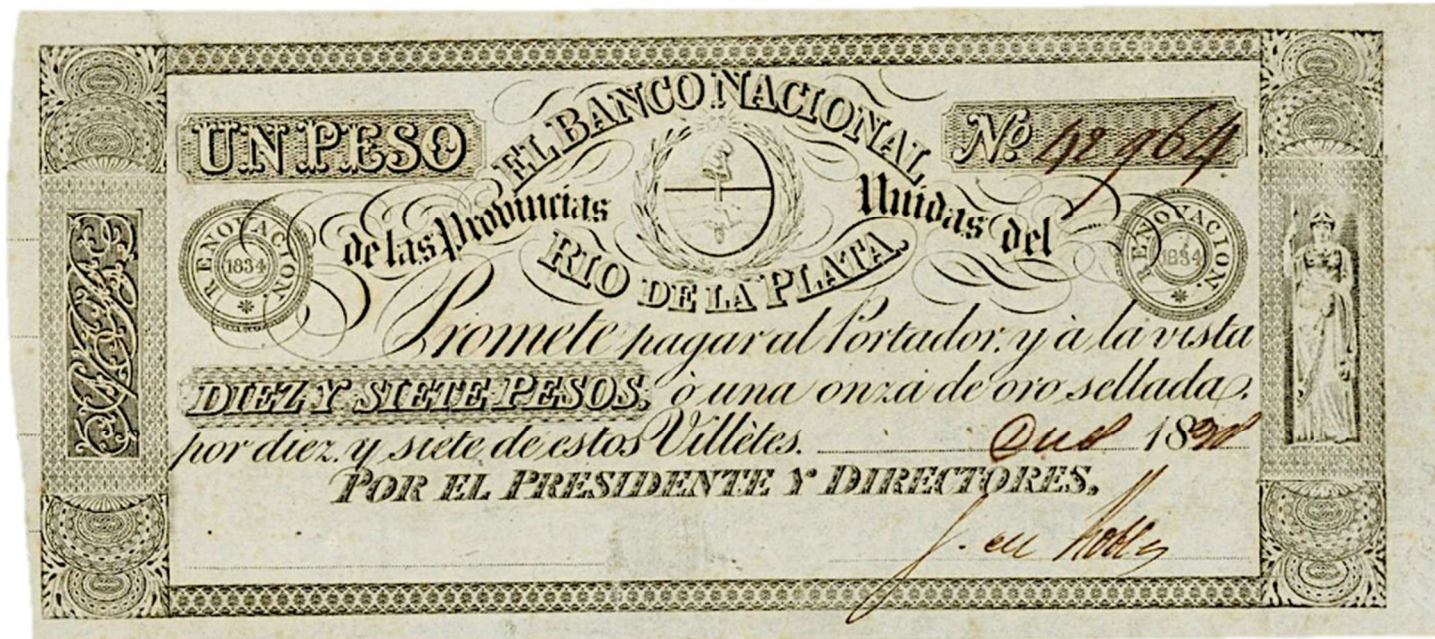 UN PESO
EL BANCO NACIONAL
Nº 42964
de las Provincias Unidas del
RIO DE LA PLATA.
RENOVACION.
1834
RENOVACION.
1834
Promete pagar al Portador, y à la vista
DIEZ Y SIETE PESOS, ò una onza de oro sellada,
por diez y siete de estos Villètes. 18
POR EL PRESIDENTE Y DIRECTORES,